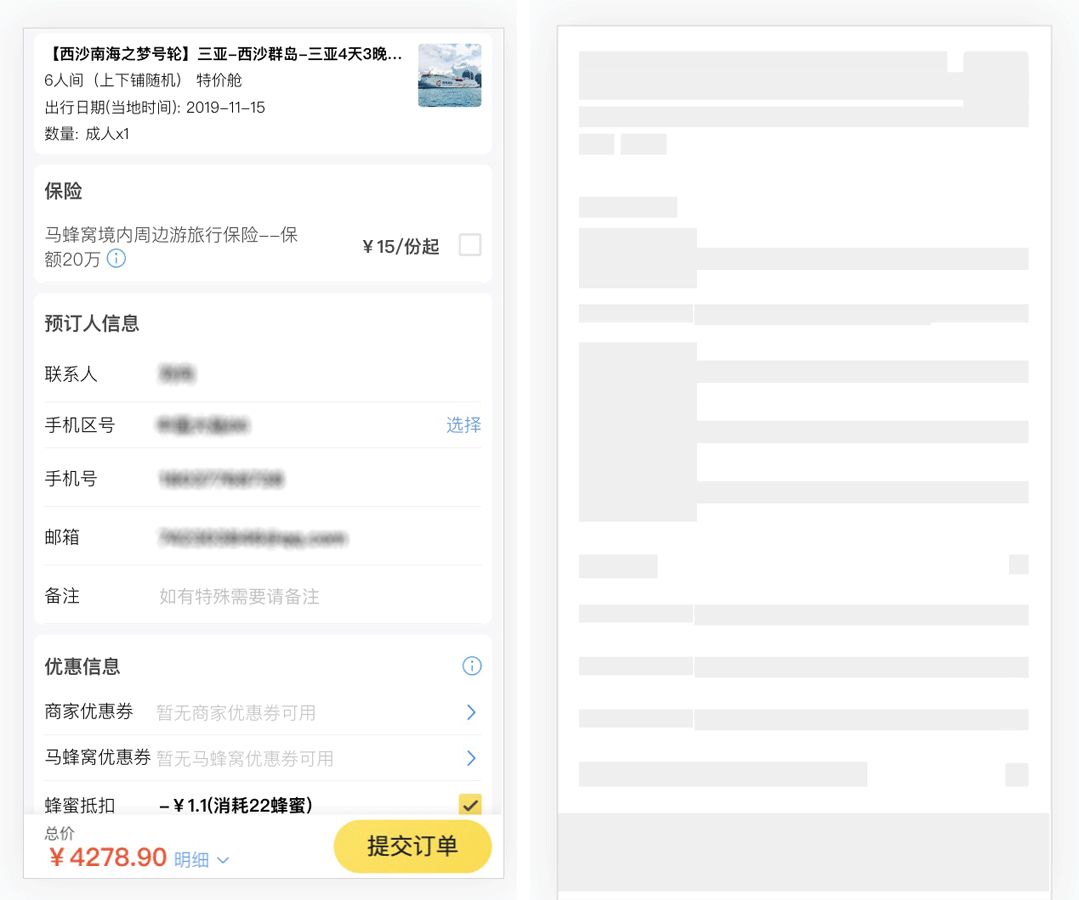 【西沙南海之梦号轮】三亚-西沙群岛-三亚4天3晚...
6人间（上下铺随机） 特价舱
出行日期(当地时间): 2019-11-15
数量: 成人x1
保险
马蜂窝境内周边游旅行保险--保
额20万
¥15/份起
预订人信息
联系人
手机区号 选择
手机号
邮箱
备注 如有特殊需要请备注
优惠信息
商家优惠券 暂无商家优惠券可用
马蜂窝优惠券 暂无马蜂窝优惠券可用
蜂蜜抵扣 -¥1.1(消耗22蜂蜜)
总价
¥4278.90 明细
提交订单